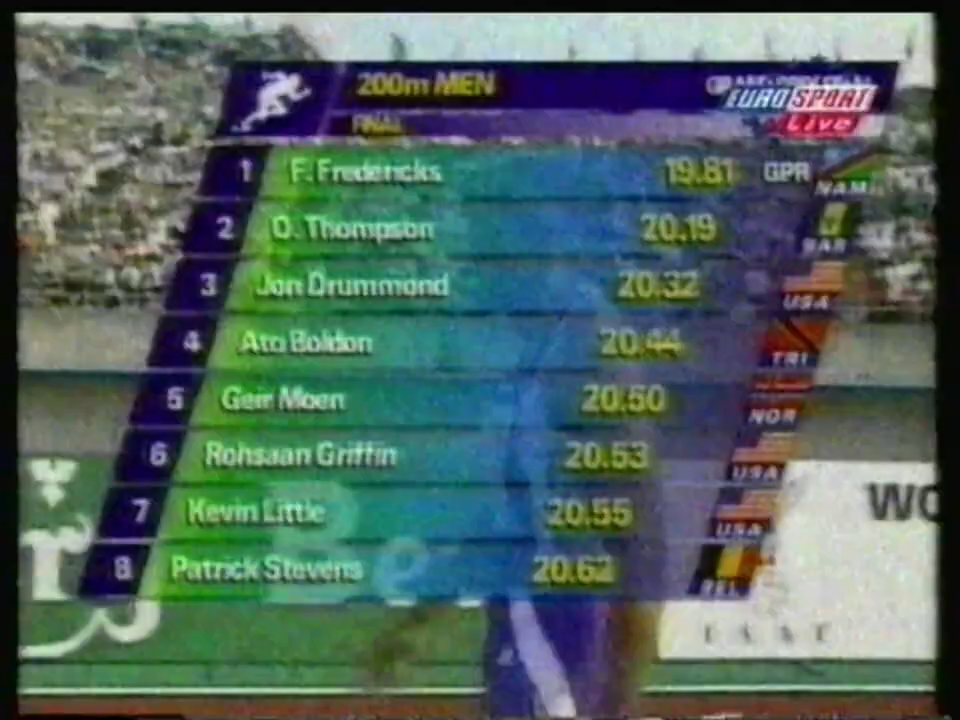 200m MEN
EUROSPORT
Live
FINAL
1 F. Fredericks 19.81 GPR NAM
2 O. Thompson 20.19 BAR
3 Jon Drummond 20.32 USA
4 Ato Boldon 20.44 TRI
5 Geir Moen 20.50 NOR
6 Rohsaan Griffin 20.53 USA
7 Kevin Little 20.55 USA
8 Patrick Stevens 20.62 BEL
WO
Be